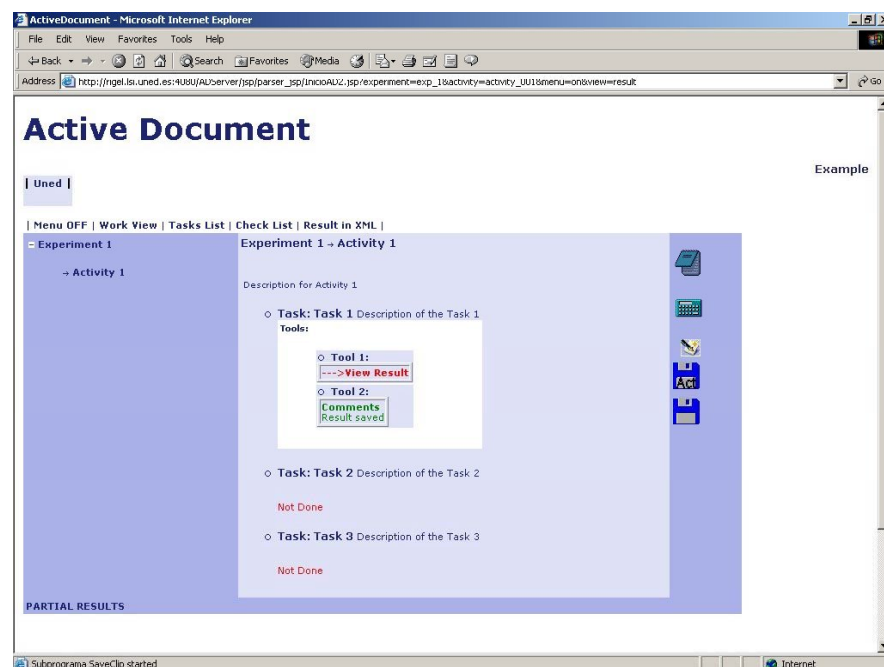 ActiveDocument - Microsoft Internet Explorer
File Edit View Favorites Tools Help
Back Search Favorites Media
Address http://rigel.lsi.uned.es:4080/ADServer/jsp/parser_jsp/InicioAD2.jsp?experiment=exp_1&activity=activity_001&menu=on&view=result Go
Active Document
Example
| Uned |
| Menu OFF | Work View | Tasks List | Check List | Result in XML |
Experiment 1
→ Activity 1
Experiment 1 → Activity 1
Description for Activity 1
Task: Task 1 Description of the Task 1
Tools:
Tool 1:
--->View Result
Tool 2:
Comments
Result saved
Task: Task 2 Description of the Task 2
Not Done
Task: Task 3 Description of the Task 3
Not Done
Act
PARTIAL RESULTS
Subprograma SaveClip started
Internet